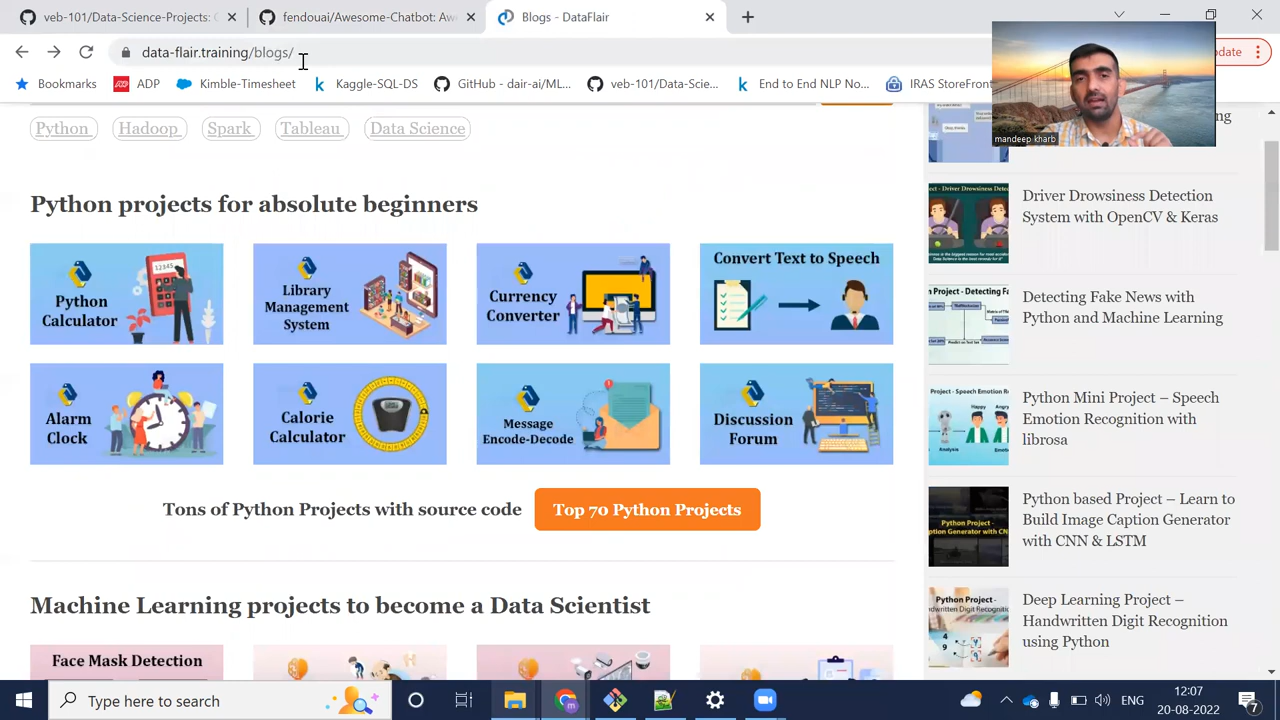 veb-101/Data-Science-Projects:
feralvam/awesome-datascience
Blogs - DataFlair
data-flair.training/blogs/
pdate
Bookmarks
ADP
Kimble-Timesheet
Kaggle
GitHub - dair-ai/ML...
veb-101/Data-Scie...
End to End NLP No...
IRAS StoreFront
mandeep kharb
Python
Hadoop
Spark
Tableau
Data Science
Python projects for absolute beginners
Python
Calculator
Library
Management
System
Currency
Converter
Convert Text to Speech
Alarm
Clock
Calorie
Calculator
Message
Encode-Decode
Discussion
Forum
Tons of Python Projects with source code
Top 70 Python Projects
Machine Learning projects to become a Data Scientist
Face Mask Detection
ng
Driver Drowsiness Detection
System with OpenCV & Keras
Detecting Fake News with
Python and Machine Learning
Python Mini Project – Speech
Emotion Recognition with
librosa
Python based Project – Learn to
Build Image Caption Generator
with CNN & LSTM
Deep Learning Project –
Handwritten Digit Recognition
using Python
Type here to search
ENG
12:07
20-08-2022
7